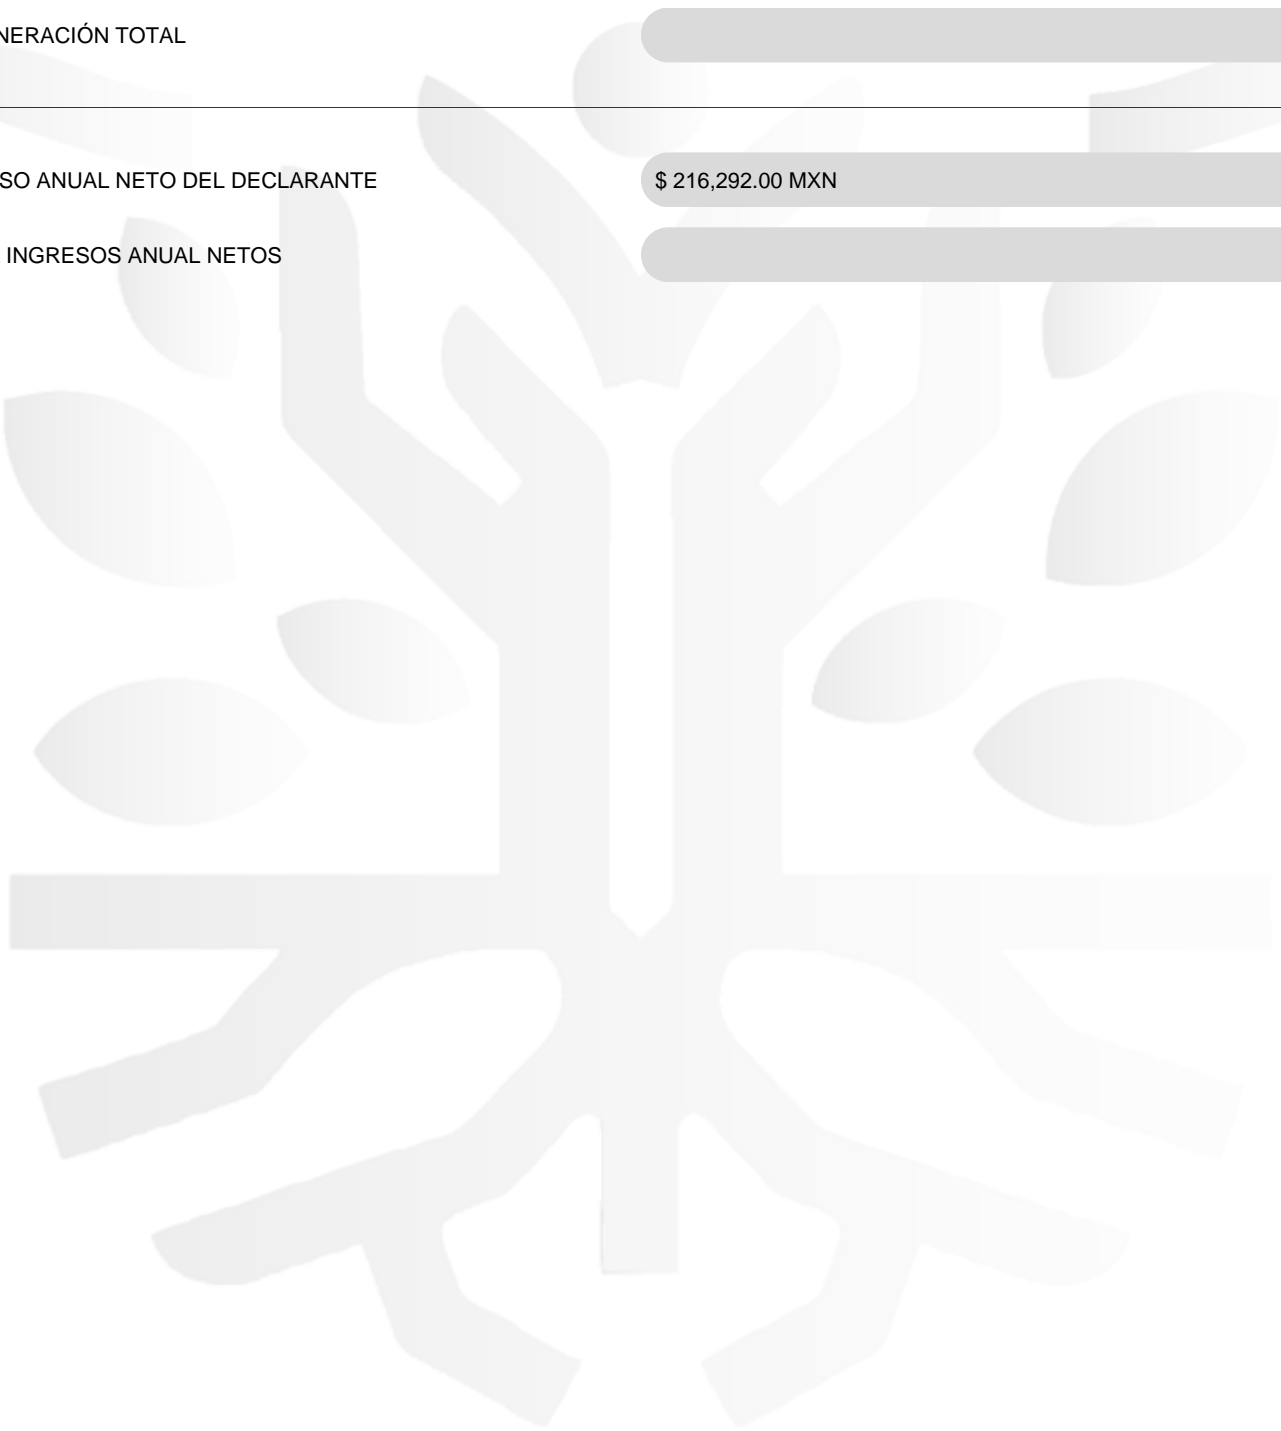 NERACIÓN TOTAL
SO ANUAL NETO DEL DECLARANTE
$ 216,292.00 MXN
INGRESOS ANUAL NETOS